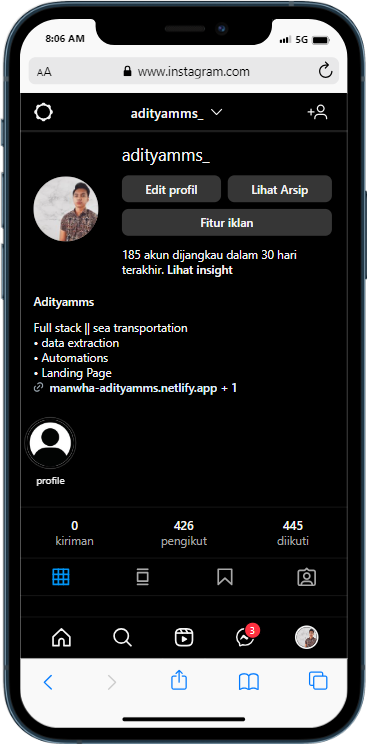 8:06 AM 5G
AA www.instagram.com
adityamms_
adityamms_
Edit profil Lihat Arsip
Fitur iklan
185 akun dijangkau dalam 30 hari
terakhir. Lihat insight
Adityamms
Full stack || sea transportation
• data extraction
• Automations
• Landing Page
manwha-adityamms.netlify.app + 1
profile
0 426 445
kiriman pengikut diikuti
3